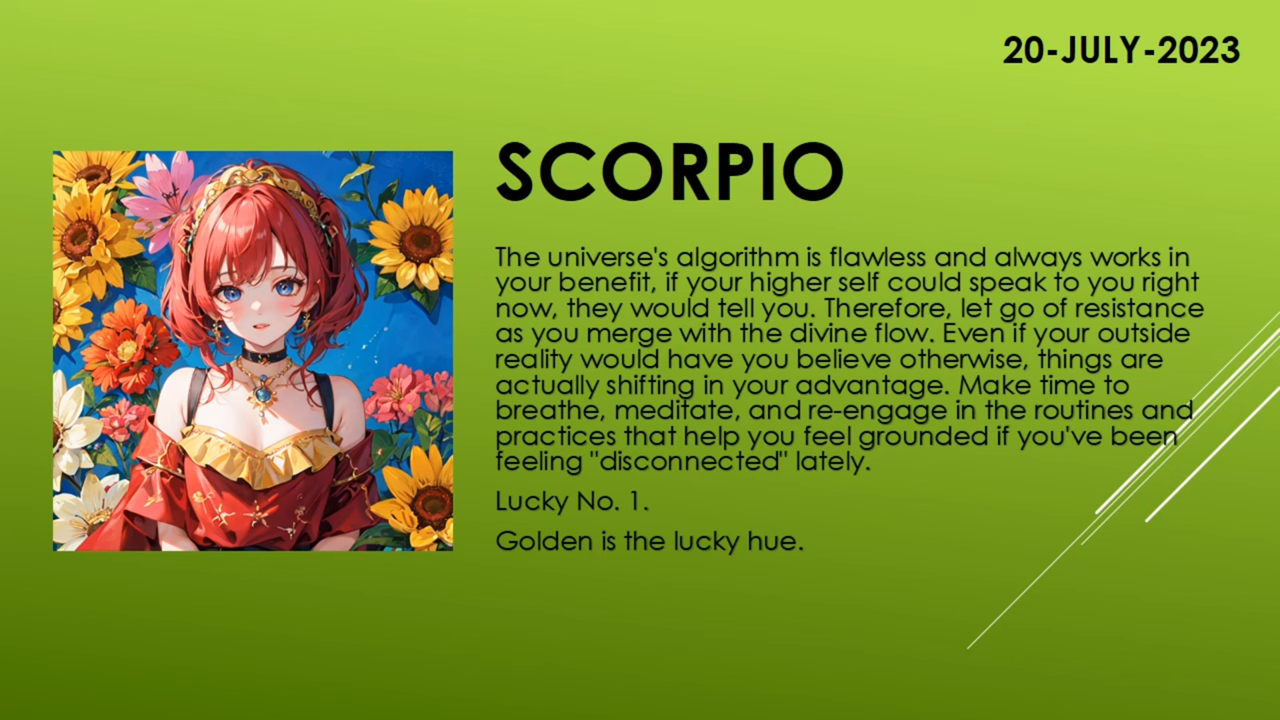 20-JULY-2023
SCORPIO
The universe's algorithm is flawless and always works in
your benefit, if your higher self could speak to you right
now, they would tell you. Therefore, let go of resistance
as you merge with the divine flow. Even if your outside
reality would have you believe otherwise, things are
actually shifting in your advantage. Make time to
breathe, meditate, and re-engage in the routines and
practices that help you feel grounded if you've been
feeling "disconnected" lately.
Lucky No. 1.
Golden is the lucky hue.